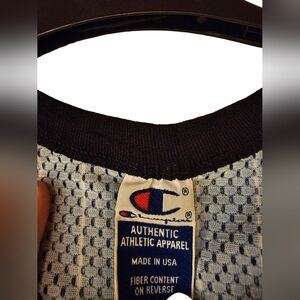 Champion®
®
AUTHENTIC
ATHLETIC APPAREL
MADE IN USA
FIBER CONTENT
ON REVERSE